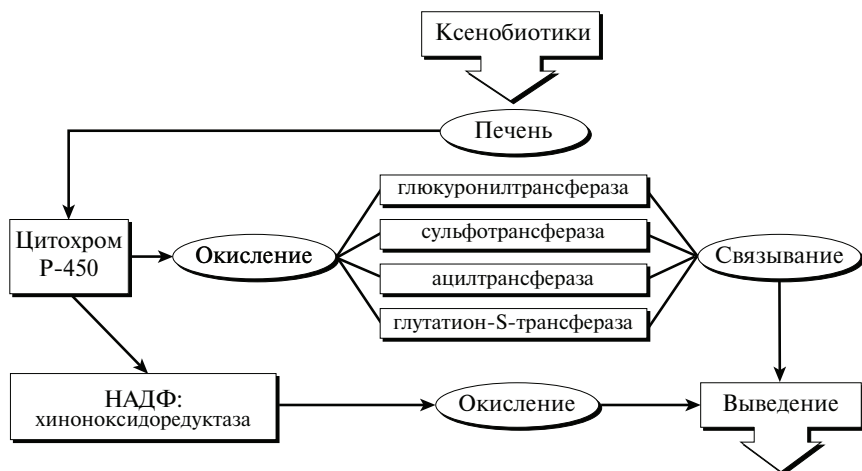 Ксенобиотики
Печень
глюкуронилтрансфераза
сульфотрансфераза
ацилтрансфераза
глутатион-S-трансфераза
Цитохром
Р-450
Окисление
Связывание
НАДФ:
хиноноксидоредуктаза
Окисление
Выведение